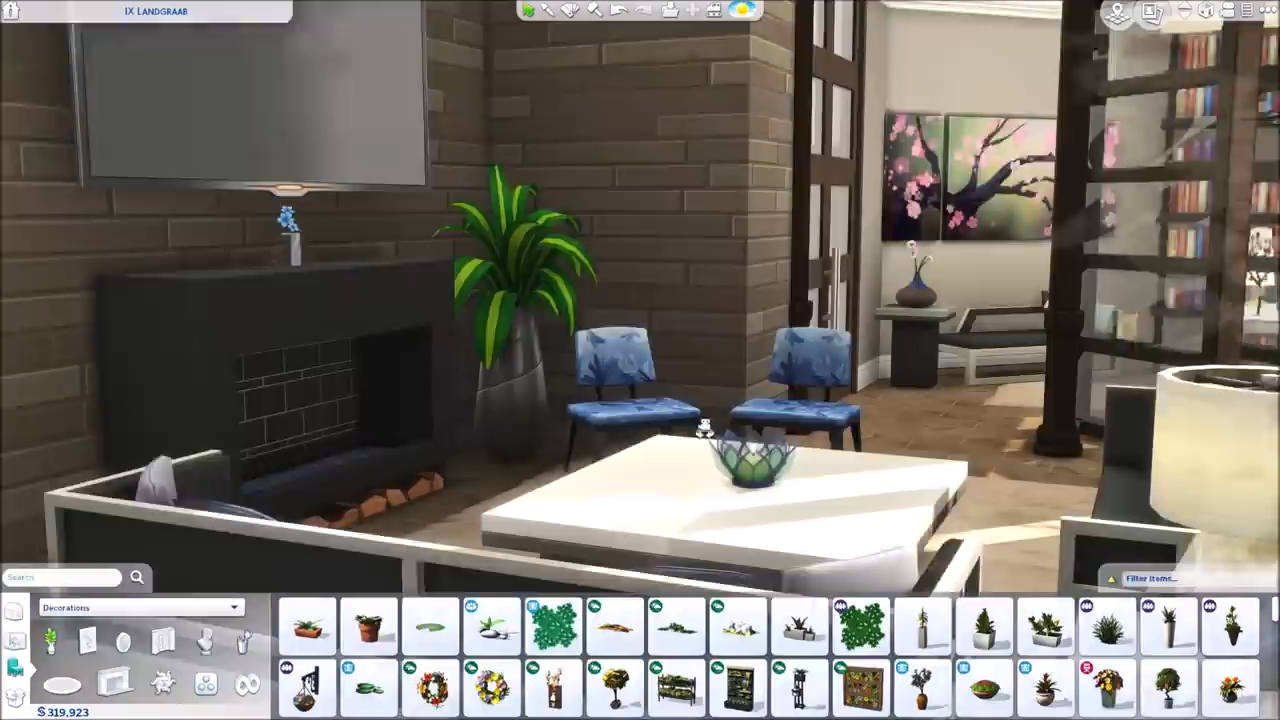 IX Landgraab
Search
Filter Items...
Decorations
$319,923